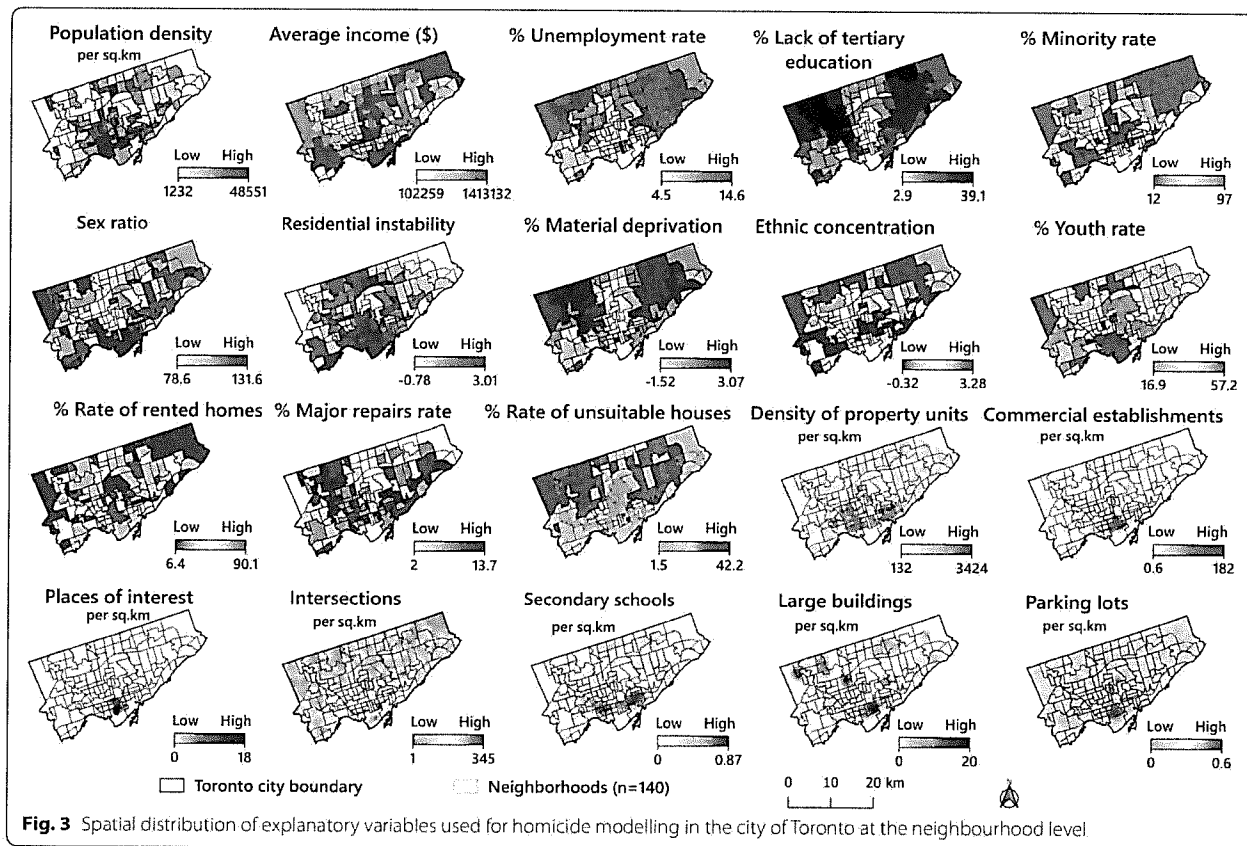 Population density
per sq.km
Low High
1232 48551
Average income ($)
Low High
102259 1413132
% Unemployment rate
Low High
4.5 14.6
% Lack of tertiary
education
Low High
2.9 39.1
% Minority rate
Low High
12 97
Sex ratio
Low High
78.6 131.6
Residential instability
Low High
-0.78 3.01
% Material deprivation
Low High
-1.52 3.07
Ethnic concentration
Low High
-0.32 3.28
% Youth rate
Low High
16.9 57.2
% Rate of rented homes
Low High
6.4 90.1
% Major repairs rate
Low High
2 13.7
% Rate of unsuitable houses
Low High
1.5 42.2
Density of property units
per sq.km
Low High
132 3424
Commercial establishments
per sq.km
Low High
0.6 182
Places of interest
per sq.km
Low High
0 18
Intersections
per sq.km
Low High
1 345
Secondary schools
per sq.km
Low High
0 0.87
Large buildings
per sq.km
Low High
0 20
Parking lots
per sq.km
Low High
0 0.6
Toronto city boundary
Neighborhoods (n=140)
0 10 20 km
Fig. 3 Spatial distribution of explanatory variables used for homicide modelling in the city of Toronto at the neighbourhood level